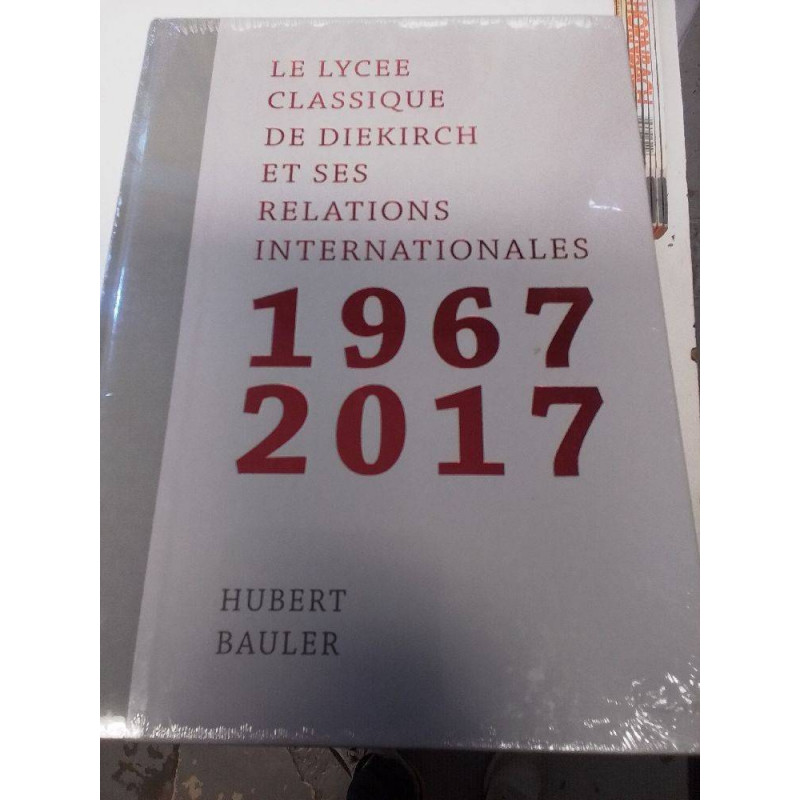 LE LYCEE
CLASSIQUE
DE DIEKIRCH
ET SES
RELATIONS
INTERNATIONALES
1967
2017
HUBERT
BAULER